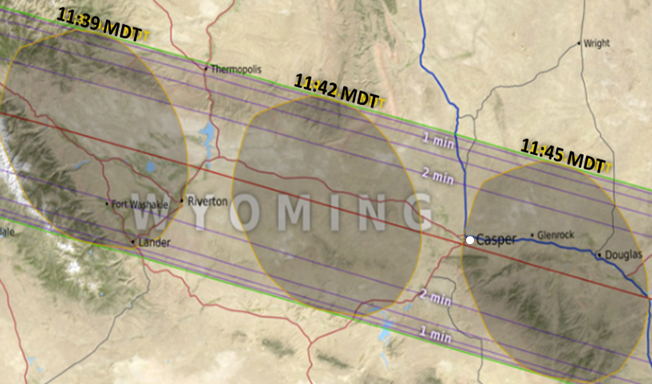 11:39 MDT
Wright
Thermopolis
11:42 MDT
1 min
11:45 MDT
2 min
Fort Washakie
Riverton
WYOMING
Casper
Glenrock
Lander
Douglas
2 min
1 min